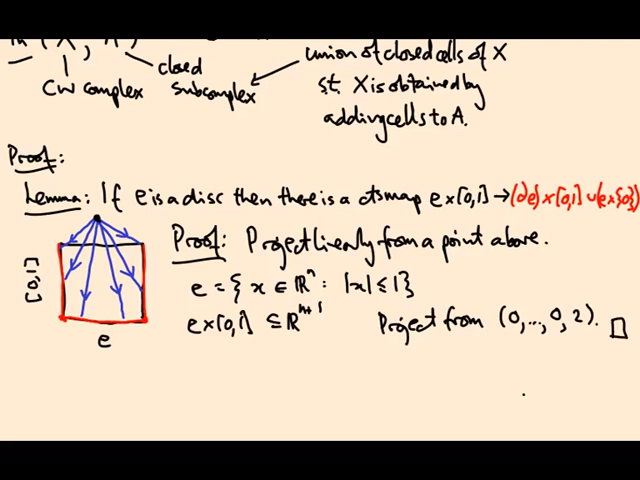 union of closed cells of X
CW complex
closed
subcomplex
s.t. X is obtained by
adding cells to A.
Proof:
Lemma: If e is a disc then there is a cts map e×[0,1] → (∂e)×[0,1] ∪ (e×{0})
Proof: Project linearly from a point above.
[0,1]
e = { x ∈ ℝⁿ : |x| ≤ 1 }
e×[0,1] ⊆ ℝⁿ⁺¹
Project from (0,...,0,2). □
e